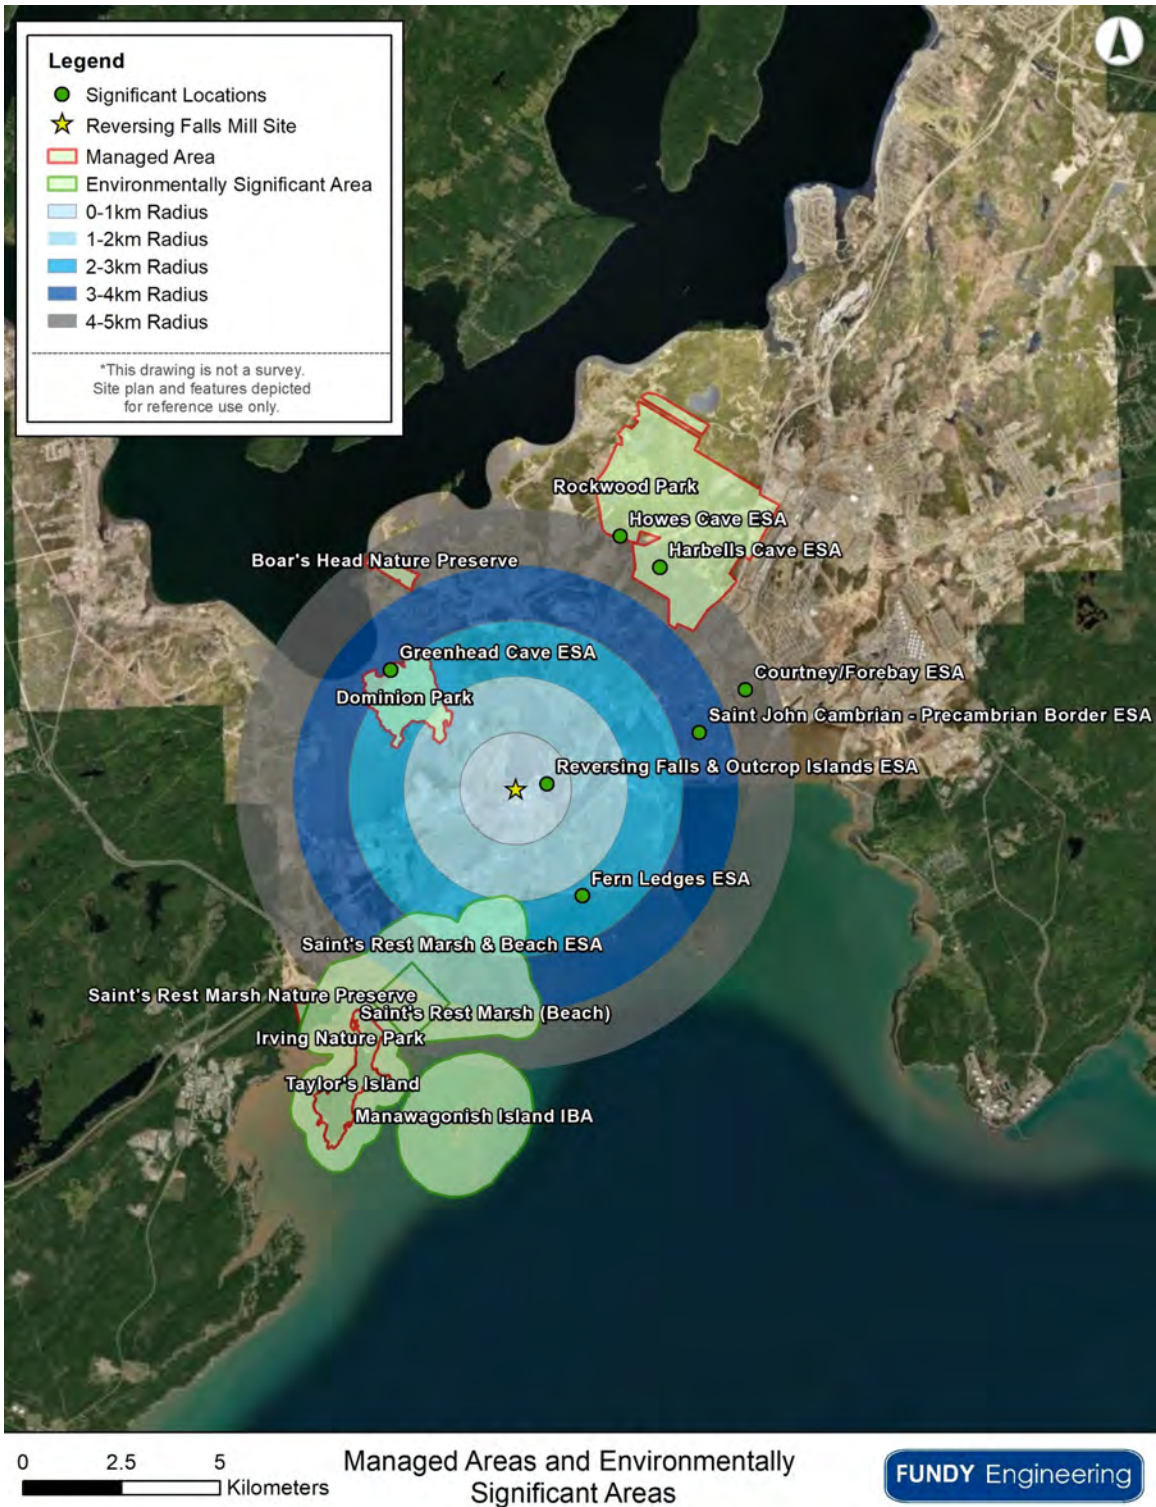 Legend
Significant Locations
Reversing Falls Mill Site
Managed Area
Environmentally Significant Area
0-1km Radius
1-2km Radius
2-3km Radius
3-4km Radius
4-5km Radius
*This drawing is not a survey.
Site plan and features depicted
for reference use only.
Rockwood Park
Howes Cave ESA
Harbells Cave ESA
Boar's Head Nature Preserve
Greenhead Cave ESA
Dominion Park
Courtney/Forebay ESA
Saint John Cambrian - Precambrian Border ESA
Reversing Falls & Outcrop Islands ESA
Fern Ledges ESA
Saint's Rest Marsh & Beach ESA
Saint's Rest Marsh Nature Preserve
Saint's Rest Marsh (Beach)
Irving Nature Park
Taylor's Island
Manawagonish Island IBA
0 2.5 5
Kilometers
Managed Areas and Environmentally
Significant Areas
FUNDY Engineering